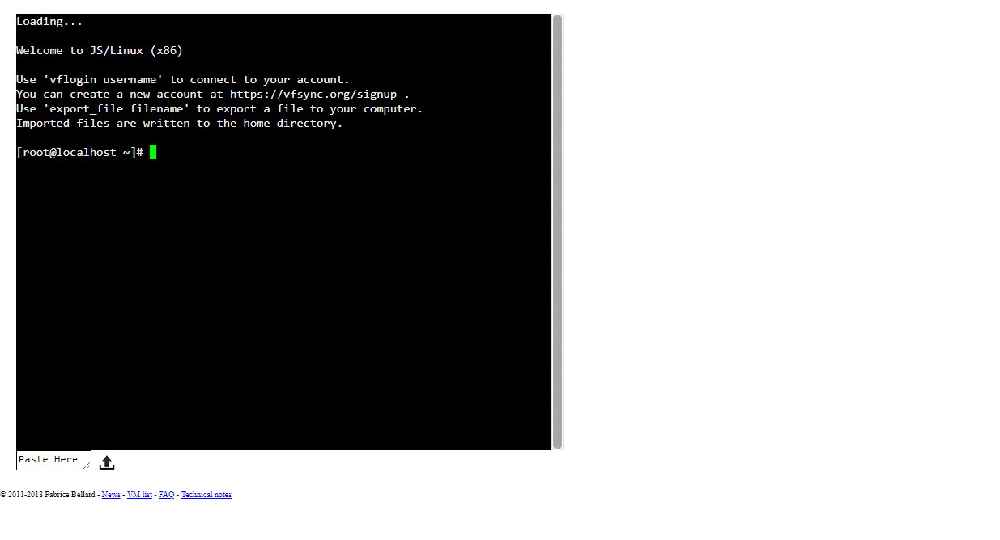 Loading...
Welcome to JS/Linux (x86)
Use 'vflogin username' to connect to your account.
You can create a new account at https://vfsync.org/signup .
Use 'export_file filename' to export a file to your computer.
Imported files are written to the home directory.
[root@localhost ~]#
Paste Here
© 2011-2018 Fabrice Bellard - News - VM list - FAQ - Technical notes